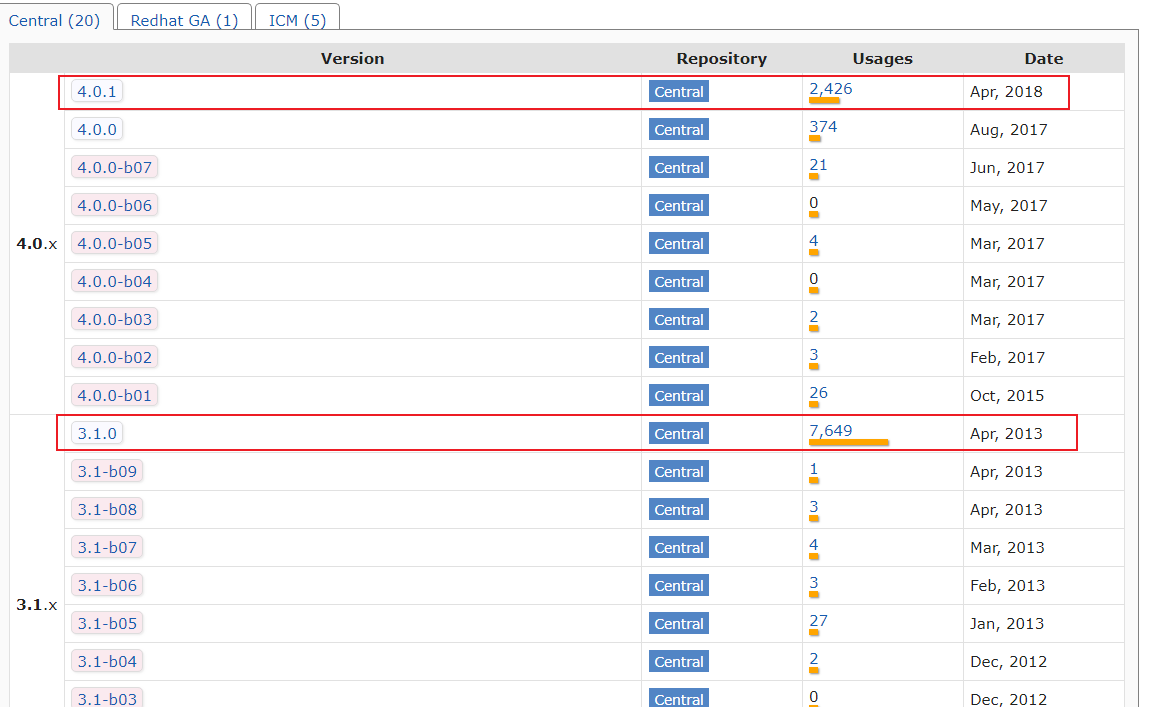 Central (20) Redhat GA (1) ICM (5)
Version Repository Usages Date
4.0.1 Central 2,426 Apr, 2018
4.0.0 Central 374 Aug, 2017
4.0.0-b07 Central 21 Jun, 2017
4.0.0-b06 Central 0 May, 2017
4.0.x 4.0.0-b05 Central 4 Mar, 2017
4.0.0-b04 Central 0 Mar, 2017
4.0.0-b03 Central 2 Mar, 2017
4.0.0-b02 Central 3 Feb, 2017
4.0.0-b01 Central 26 Oct, 2015
3.1.0 Central 7,649 Apr, 2013
3.1-b09 Central 1 Apr, 2013
3.1-b08 Central 3 Apr, 2013
3.1-b07 Central 4 Mar, 2013
3.1-b06 Central 3 Feb, 2013
3.1.x
3.1-b05 Central 27 Jan, 2013
3.1-b04 Central 2 Dec, 2012
3.1-b03 Central 0 Dec, 2012